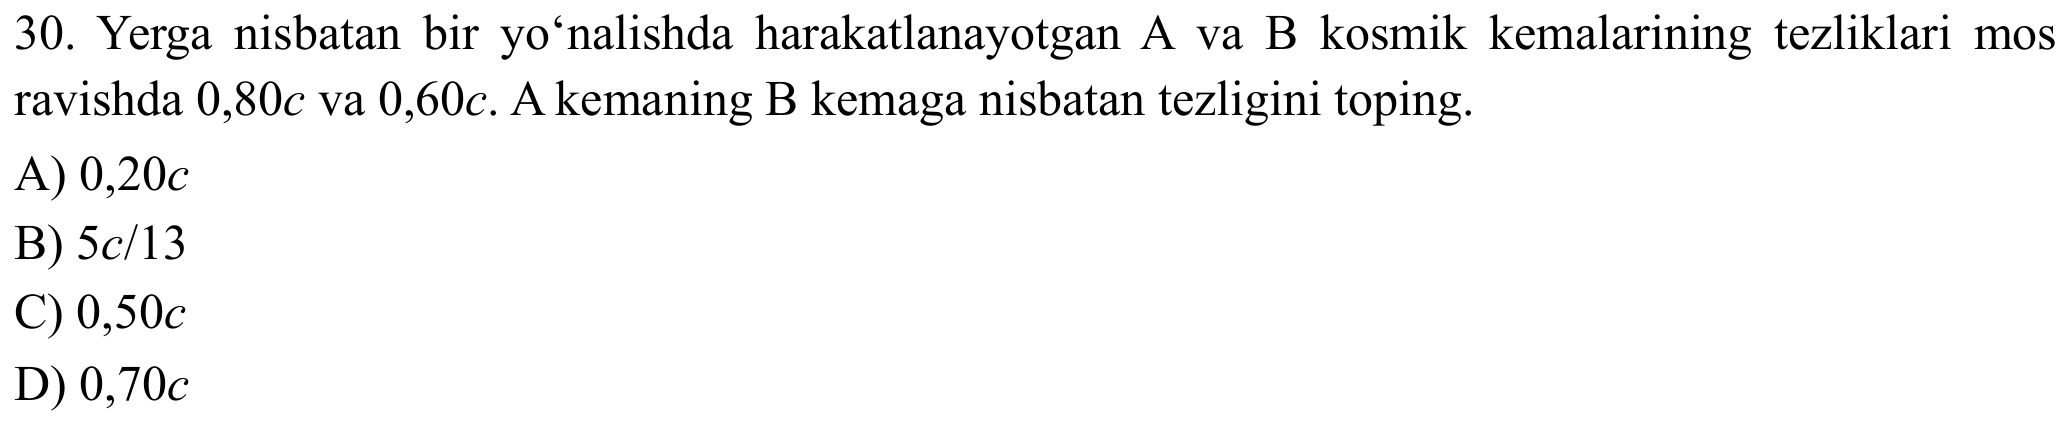 30. Yerga nisbatan bir yo‘nalishda harakatlanayotgan A va B kosmik kemalarining tezliklari mos
ravishda 0,80c va 0,60c. A kemaning B kemaga nisbatan tezligini toping.
A) 0,20c
B) 5c/13
C) 0,50c
D) 0,70c